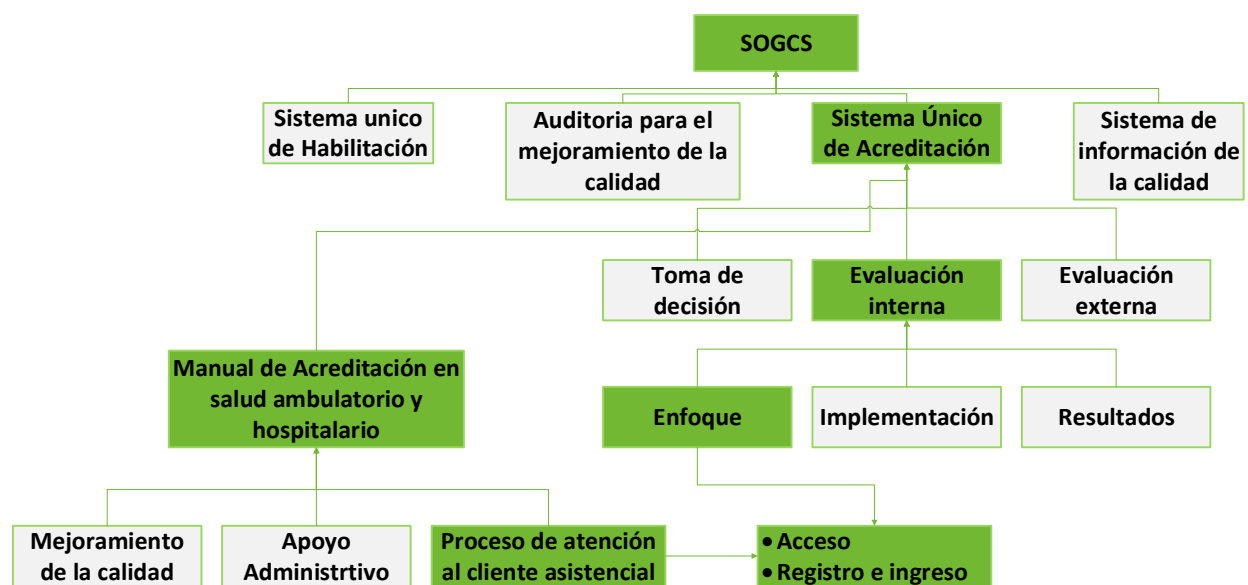 SOGCS
Sistema unico
de Habilitación
Auditoria para el
mejoramiento de la
calidad
Sistema Único
de Acreditación
Sistema de
información de
la calidad
Toma de
decisión
Evaluación
interna
Evaluación
externa
Manual de Acreditación en
salud ambulatorio y
hospitalario
Enfoque
Implementación
Resultados
Mejoramiento
de la calidad
Apoyo
Administrtivo
Proceso de atención
al cliente asistencial
• Acceso
• Registro e ingreso